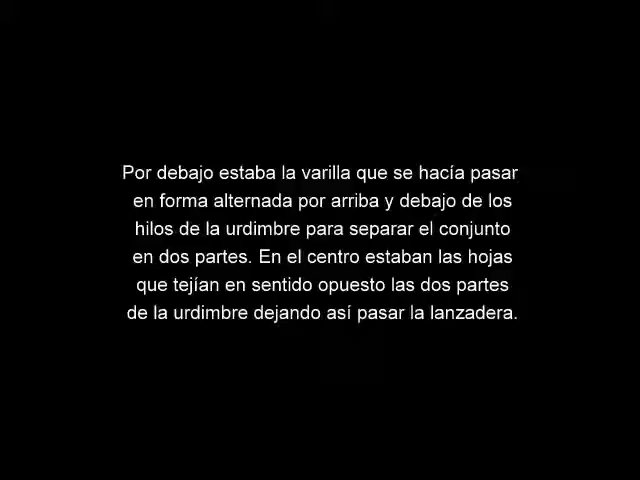 Por debajo estaba la varilla que se hacía pasar
en forma alternada por arriba y debajo de los
hilos de la urdimbre para separar el conjunto
en dos partes. En el centro estaban las hojas
que tejían en sentido opuesto las dos partes
de la urdimbre dejando así pasar la lanzadera.